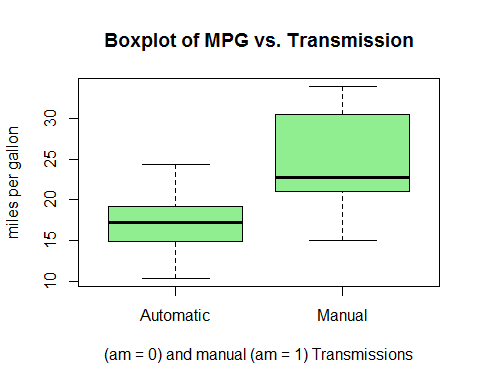 Boxplot of MPG vs. Transmission
miles per gallon
30
25
20
15
10
Automatic Manual
(am = 0) and manual (am = 1) Transmissions